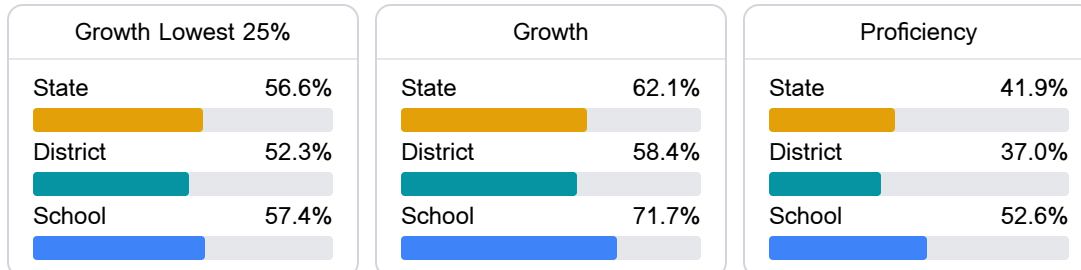 Growth Lowest 25%
State 56.6%
District 52.3%
School 57.4%
Growth
State 62.1%
District 58.4%
School 71.7%
Proficiency
State 41.9%
District 37.0%
School 52.6%